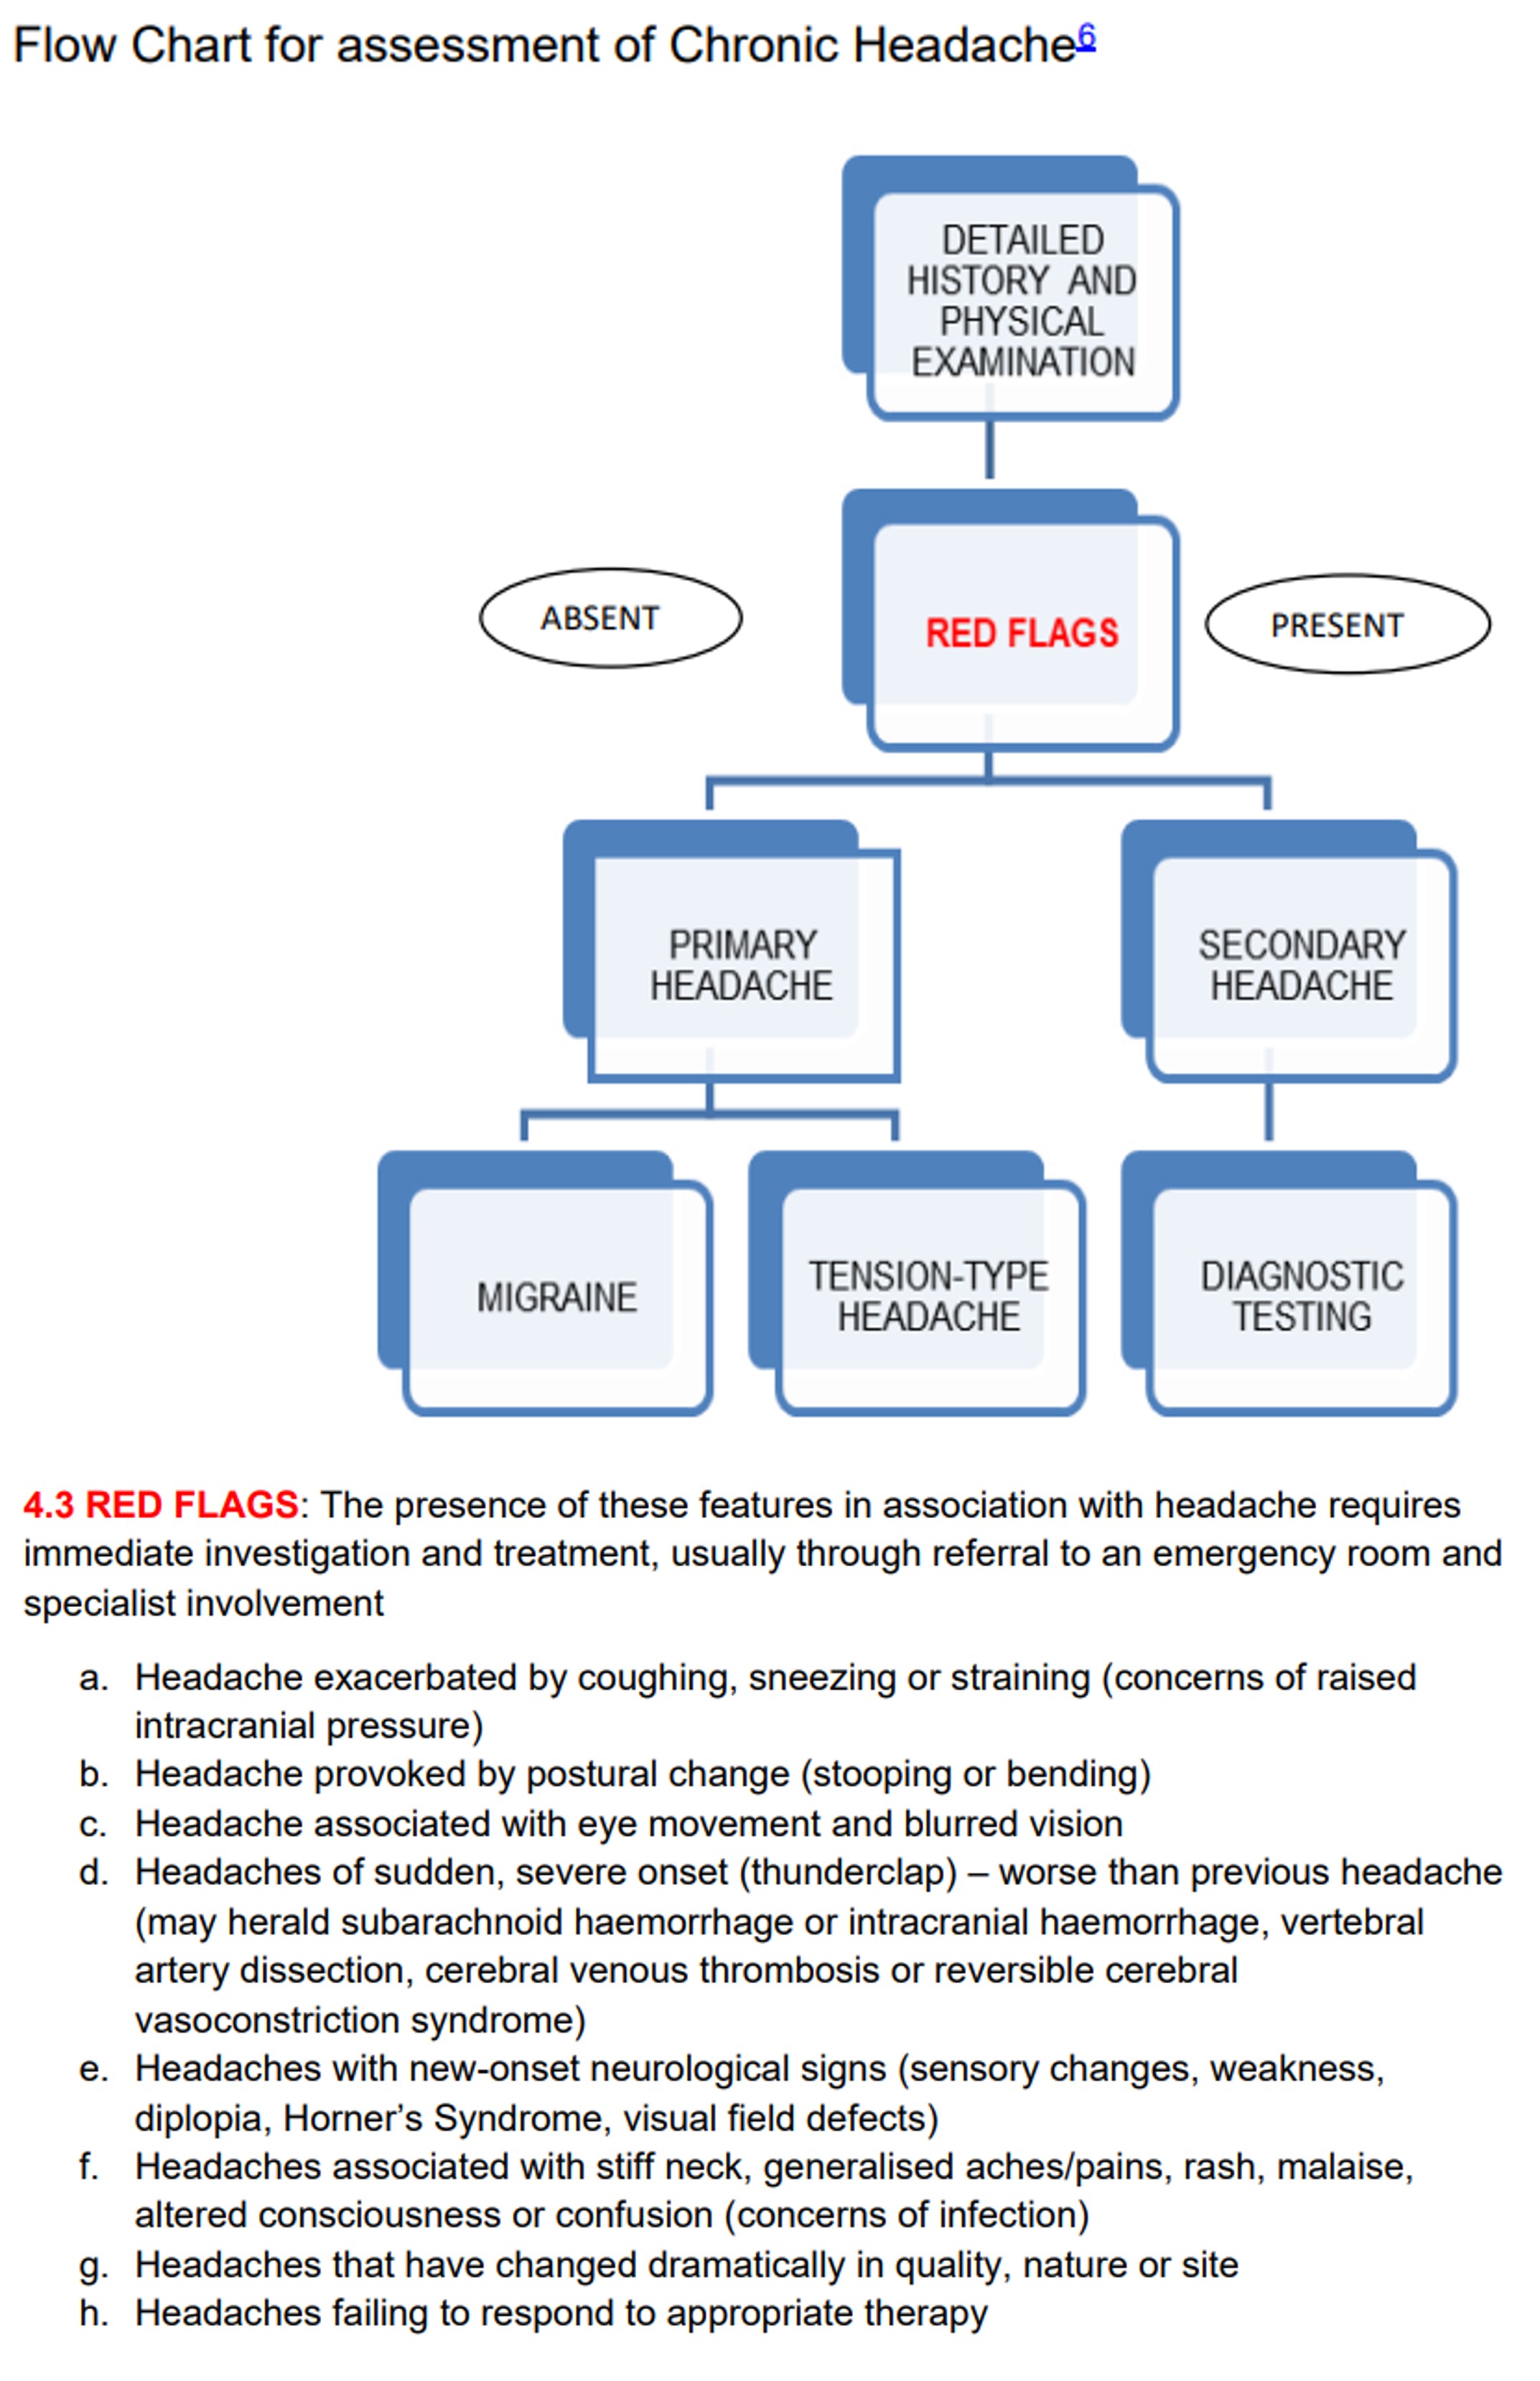 Flow Chart for assessment of Chronic Headache6
DETAILED
HISTORY AND
PHYSICAL
EXAMINATION
ABSENT
RED FLAGS
PRESENT
PRIMARY
HEADACHE
SECONDARY
HEADACHE
MIGRAINE
TENSION-TYPE
HEADACHE
DIAGNOSTIC
TESTING
4.3 RED FLAGS: The presence of these features in association with headache requires
immediate investigation and treatment, usually through referral to an emergency room and
specialist involvement
a. Headache exacerbated by coughing, sneezing or straining (concerns of raised
intracranial pressure)
b. Headache provoked by postural change (stooping or bending)
c. Headache associated with eye movement and blurred vision
d. Headaches of sudden, severe onset (thunderclap) – worse than previous headache
(may herald subarachnoid haemorrhage or intracranial haemorrhage, vertebral
artery dissection, cerebral venous thrombosis or reversible cerebral
vasoconstriction syndrome)
e. Headaches with new-onset neurological signs (sensory changes, weakness,
diplopia, Horner’s Syndrome, visual field defects)
f. Headaches associated with stiff neck, generalised aches/pains, rash, malaise,
altered consciousness or confusion (concerns of infection)
g. Headaches that have changed dramatically in quality, nature or site
h. Headaches failing to respond to appropriate therapy